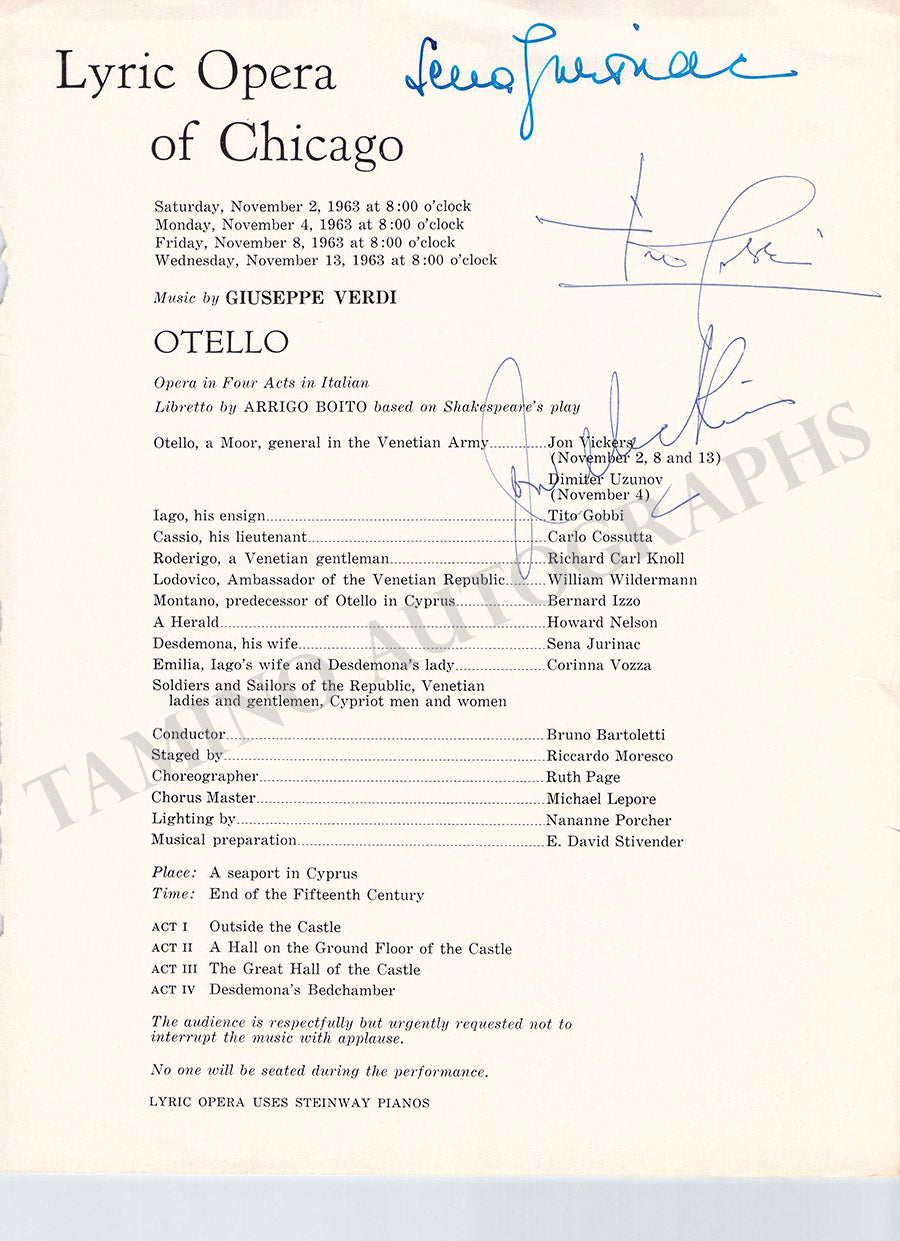 Lyric Opera
of Chicago
Sena Jurinac
Tito Gobbi
Jon Vickers
Saturday, November 2, 1963 at 8:00 o'clock
Monday, November 4, 1963 at 8:00 o'clock
Friday, November 8, 1963 at 8:00 o'clock
Wednesday, November 13, 1963 at 8:00 o'clock
Music by GIUSEPPE VERDI
OTELLO
Opera in Four Acts in Italian
Libretto by ARRIGO BOITO based on Shakespeare's play
Otello, a Moor, general in the Venetian Army..........Jon Vickers
(November 2, 8 and 13)
Dimiter Uzunov
(November 4)
Iago, his ensign..........Tito Gobbi
Cassio, his lieutenant..........Carlo Cossutta
Roderigo, a Venetian gentleman..........Richard Carl Knoll
Lodovico, Ambassador of the Venetian Republic..........William Wildermann
Montano, predecessor of Otello in Cyprus..........Bernard Izzo
A Herald..........Howard Nelson
Desdemona, his wife..........Sena Jurinac
Emilia, Iago's wife and Desdemona's lady..........Corinna Vozza
Soldiers and Sailors of the Republic, Venetian
ladies and gentlemen, Cypriot men and women
Conductor..........Bruno Bartoletti
Staged by..........Riccardo Moresco
Choreographer..........Ruth Page
Chorus Master..........Michael Lepore
Lighting by..........Nananne Porcher
Musical preparation..........E. David Stivender
Place: A seaport in Cyprus
Time: End of the Fifteenth Century
ACT I Outside the Castle
ACT II A Hall on the Ground Floor of the Castle
ACT III The Great Hall of the Castle
ACT IV Desdemona's Bedchamber
The audience is respectfully but urgently requested not to
interrupt the music with applause.
No one will be seated during the performance.
LYRIC OPERA USES STEINWAY PIANOS
TAMINO AUTOGRAPHS